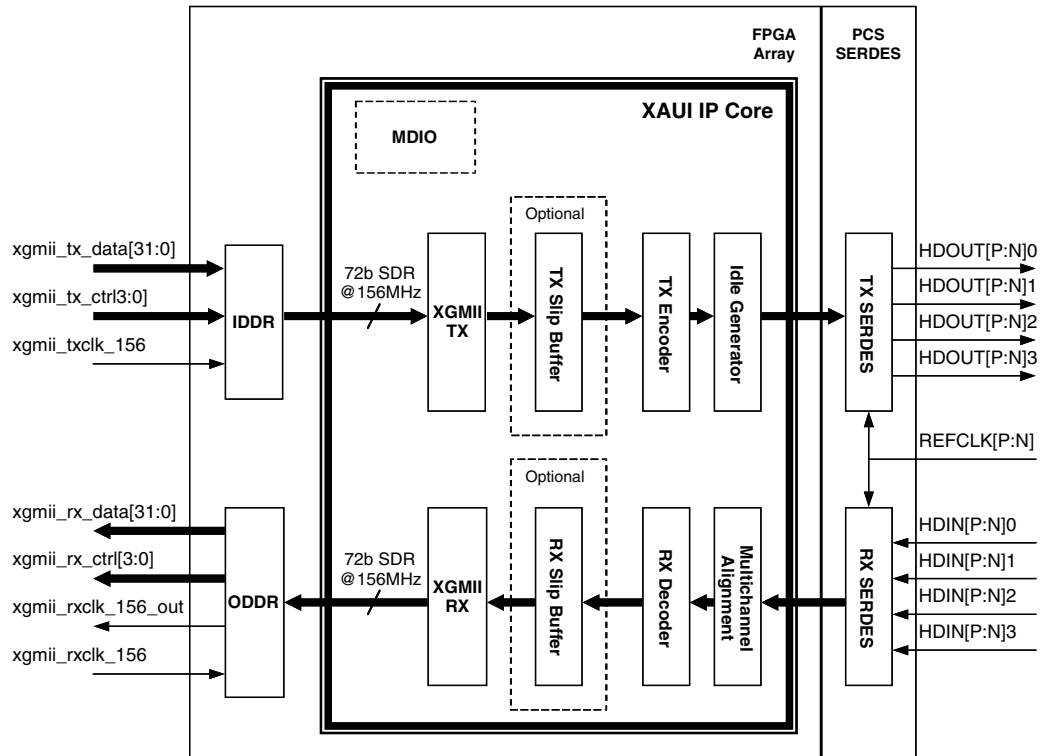 FPGA
Array
PCS
SERDES
XAUI IP Core
MDIO
Optional
xgmii_tx_data[31:0]
xgmii_tx_ctrl3:0]
xgmii_txclk_156
IDDR
72b SDR
@156MHz
XGMII
TX
TX Slip Buffer
TX Encoder
Idle Generator
TX SERDES
HDOUT[P:N]0
HDOUT[P:N]1
HDOUT[P:N]2
HDOUT[P:N]3
REFCLK[P:N]
Optional
xgmii_rx_data[31:0]
xgmii_rx_ctrl[3:0]
xgmii_rxclk_156_out
xgmii_rxclk_156
ODDR
72b SDR
@156MHz
XGMII
RX
RX Slip Buffer
RX Decoder
Multichannel
Alignment
RX SERDES
HDIN[P:N]0
HDIN[P:N]1
HDIN[P:N]2
HDIN[P:N]3